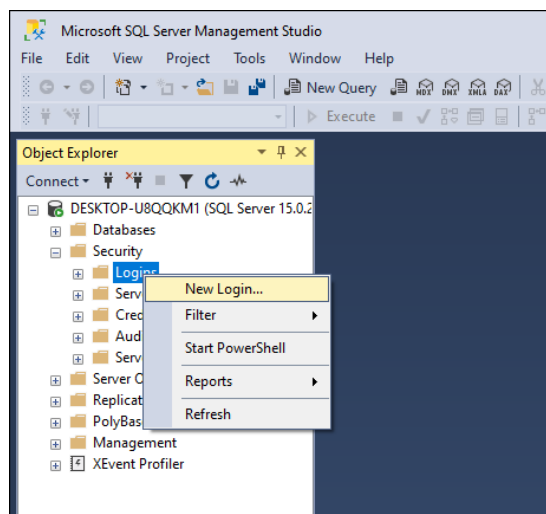 Microsoft SQL Server Management Studio
File Edit View Project Tools Window Help
New Query MDX DMX XMLA DAX
Execute
Object Explorer
Connect
DESKTOP-U8QQKM1 (SQL Server 15.0.2
Databases
Security
Logins
New Login...
Serv
Filter
Cred
Aud
Start PowerShell
Serv
Server O
Reports
Replicat
PolyBas
Refresh
Management
XEvent Profiler